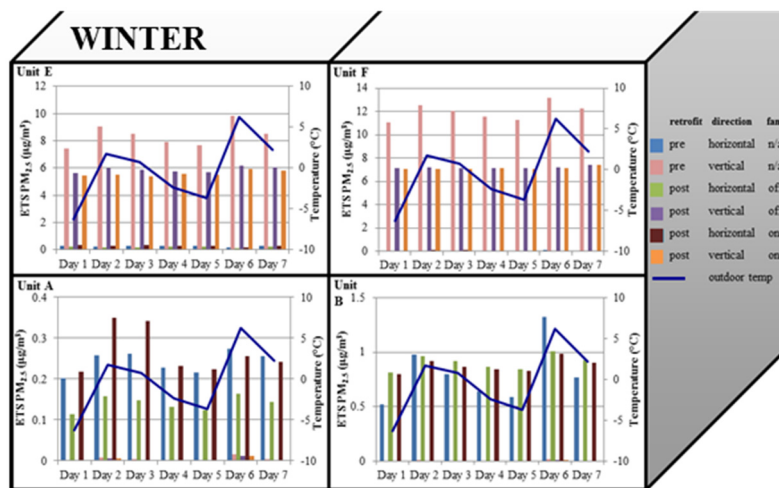 WINTER
Unit E
ETS PM2.5 (µg/m³)
12
10
8
6
4
2
0
10
5
0
-5
-10
Temperature (°C)
Day 1 Day 2 Day 3 Day 4 Day 5 Day 6 Day 7
Unit F
14
12
10
8
6
4
2
0
10
5
0
-5
-10
Temperature (°C)
Day 1 Day 2 Day 3 Day 4 Day 5 Day 6 Day 7
Unit A
ETS PM2.5 (µg/m³)
0.4
0.3
0.2
0.1
0
10
5
0
-5
-10
Temperature (°C)
Day 1 Day 2 Day 3 Day 4 Day 5 Day 6 Day 7
Unit
B
ETS PM2.5 (µg/m³)
1.5
1
0.5
0
10
5
0
-5
-10
Temperature (°C)
Day 1 Day 2 Day 3 Day 4 Day 5 Day 6 Day 7
retrofit direction fan
pre horizontal n/a
pre vertical n/a
post horizontal of
post vertical of
post horizontal on
post vertical on
outdoor temp